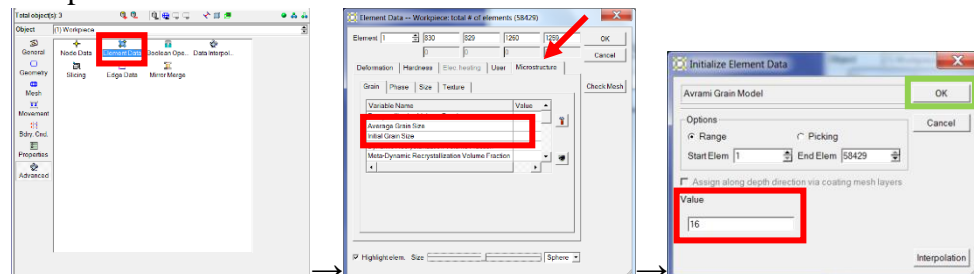 Total object(s): 3
Object (1) Workpiece
General
Geometry
Mesh
Movement
Bdry. Cnd.
Properties
Advanced
Node Data Element Data Boolean Ope... Data Interpol...
Slicing Edge Data Mirror Merge
→
Element Data -- Workpiece: total # of elements (58429)
Element 1 830 829 1260 1259 OK
0 0 0 0 Cancel
Deformation Hardness Elec. heating User Microstructure
Check Mesh
Grain Phase Size Texture
Variable Name Value
Average Grain Size
Initial Grain Size
Meta-Dynamic Recrystallization Volume Fraction
Highlight elem. Size Sphere
→
Initialize Element Data
Avrami Grain Model OK
Options Cancel
Range Picking
Start Elem 1 End Elem 58429
Assign along depth direction via coating mesh layers
Value
16
Interpolation